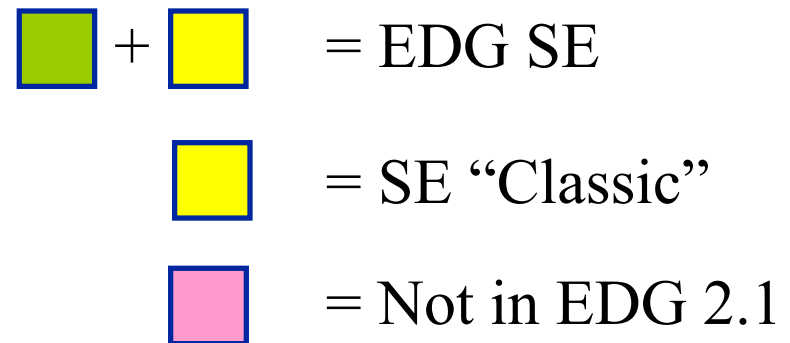 + = EDG SE
= SE “Classic”
= Not in EDG 2.1